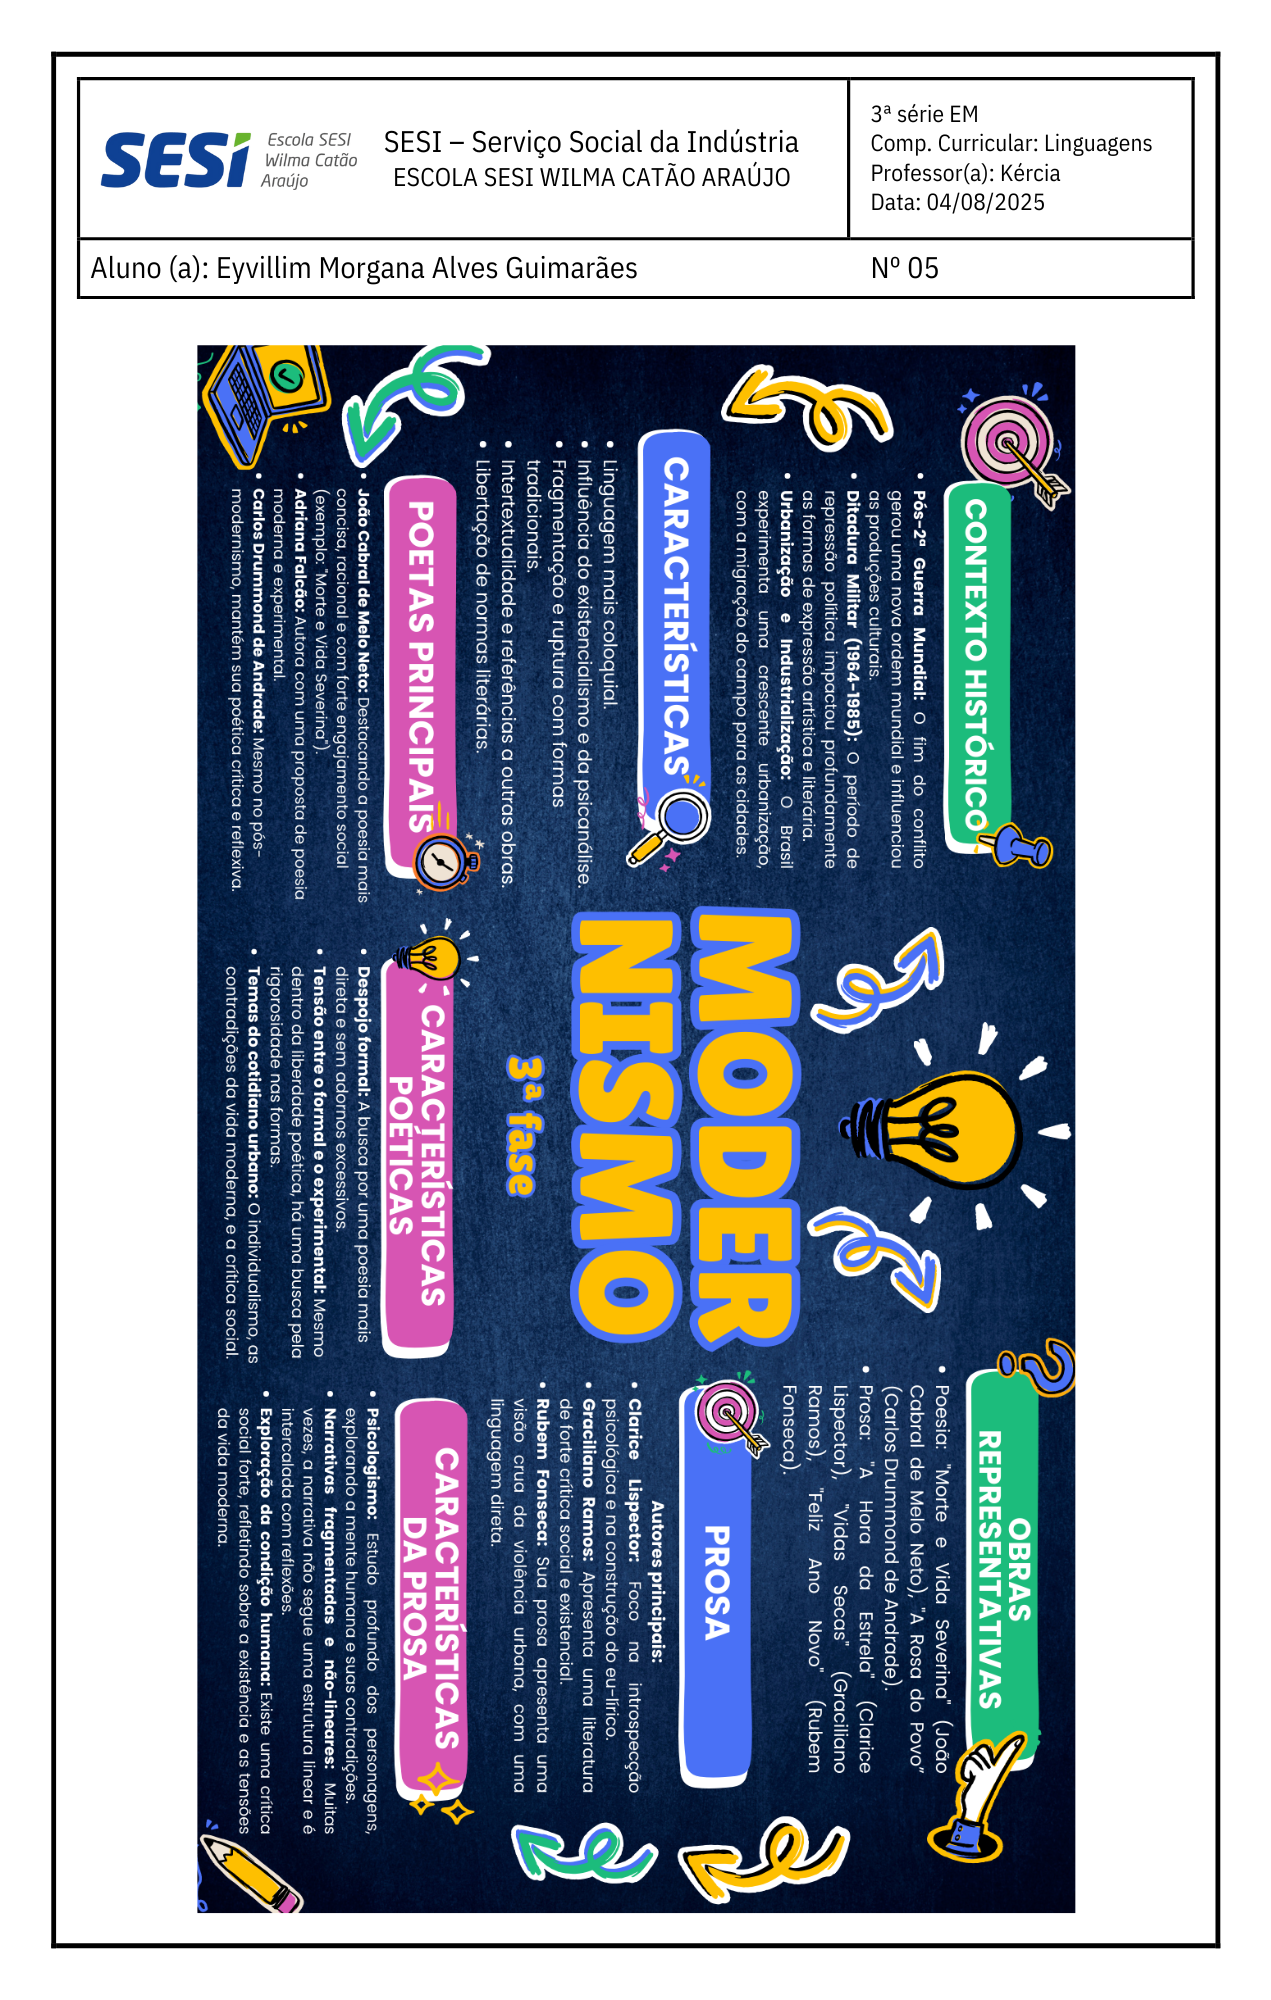 SESI
Escola SESI
Wilma Catão
Araújo
SESI – Serviço Social da Indústria
ESCOLA SESI WILMA CATÃO ARAÚJO
3ª série EM
Comp. Curricular: Linguagens
Professor(a): Kércia
Data: 04/08/2025
Aluno (a): Eyvillim Morgana Alves Guimarães
Nº 05
CONTEXTO HISTÓRICO
• Pós-2ª Guerra Mundial: O fim do conflito
gerou uma nova ordem mundial e influenciou
as produções culturais.
• Ditadura Militar (1964-1985): O período de
repressão política impactou profundamente
as formas de expressão artística e literária.
• Urbanização e Industrialização: O Brasil
experimenta uma crescente urbanização,
com a migração do campo para as cidades.
CARACTERÍSTICAS
• Linguagem mais coloquial.
• Influência do existencialismo e da psicanálise.
• Fragmentação e ruptura com formas
tradicionais.
• Intertextualidade e referências a outras obras.
• Libertação de normas literárias.
POETAS PRINCIPAIS
• João Cabral de Melo Neto: Destacando a poesia mais
concisa, racional e com forte engajamento social
(exemplo: "Morte e Vida Severina").
• Adriana Falcão: Autora com uma proposta de poesia
moderna e experimental.
• Carlos Drummond de Andrade: Mesmo no pós-
modernismo, mantém sua poética crítica e reflexiva.
MODER
NISMO
3ª fase
CARACTERÍSTICAS
POÉTICAS
• Despojo formal: A busca por uma poesia mais
direta e sem adornos excessivos.
• Tensão entre o formal e o experimental: Mesmo
dentro da liberdade poética, há uma busca pela
rigorosidade nas formas.
• Temas do cotidiano urbano: O individualismo, as
contradições da vida moderna, e a crítica social.
OBRAS
REPRESENTATIVAS
• Poesia: "Morte e Vida Severina" (João
Cabral de Melo Neto), "A Rosa do Povo"
(Carlos Drummond de Andrade).
• Prosa: "A Hora da Estrela" (Clarice
Lispector), "Vidas Secas" (Graciliano
Ramos), "Feliz Ano Novo" (Rubem
Fonseca).
PROSA
Autores principais:
• Clarice Lispector: Foco na introspecção
psicológica e na construção do eu-lírico.
• Graciliano Ramos: Apresenta uma literatura
de forte crítica social e existencial.
• Rubem Fonseca: Sua prosa apresenta uma
visão crua da violência urbana, com uma
linguagem direta.
CARACTERÍSTICAS
DA PROSA
• Psicologismo: Estudo profundo dos personagens,
explorando a mente humana e suas contradições.
• Narrativas fragmentadas e não-lineares: Muitas
vezes, a narrativa não segue uma estrutura linear e é
intercalada com reflexões.
• Exploração da condição humana: Existe uma crítica
social forte, refletindo sobre a existência e as tensões
da vida moderna.